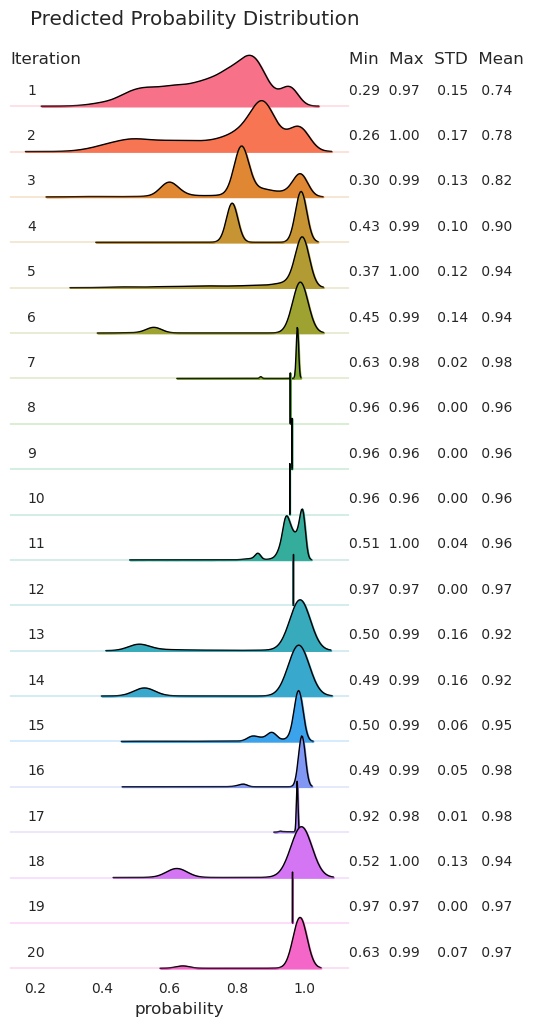 Predicted Probability Distribution
Iteration Min Max STD Mean
1 0.29 0.97 0.15 0.74
2 0.26 1.00 0.17 0.78
3 0.30 0.99 0.13 0.82
4 0.43 0.99 0.10 0.90
5 0.37 1.00 0.12 0.94
6 0.45 0.99 0.14 0.94
7 0.63 0.98 0.02 0.98
8 0.96 0.96 0.00 0.96
9 0.96 0.96 0.00 0.96
10 0.96 0.96 0.00 0.96
11 0.51 1.00 0.04 0.96
12 0.97 0.97 0.00 0.97
13 0.50 0.99 0.16 0.92
14 0.49 0.99 0.16 0.92
15 0.50 0.99 0.06 0.95
16 0.49 0.99 0.05 0.98
17 0.92 0.98 0.01 0.98
18 0.52 1.00 0.13 0.94
19 0.97 0.97 0.00 0.97
20 0.63 0.99 0.07 0.97
0.2 0.4 0.6 0.8 1.0
probability